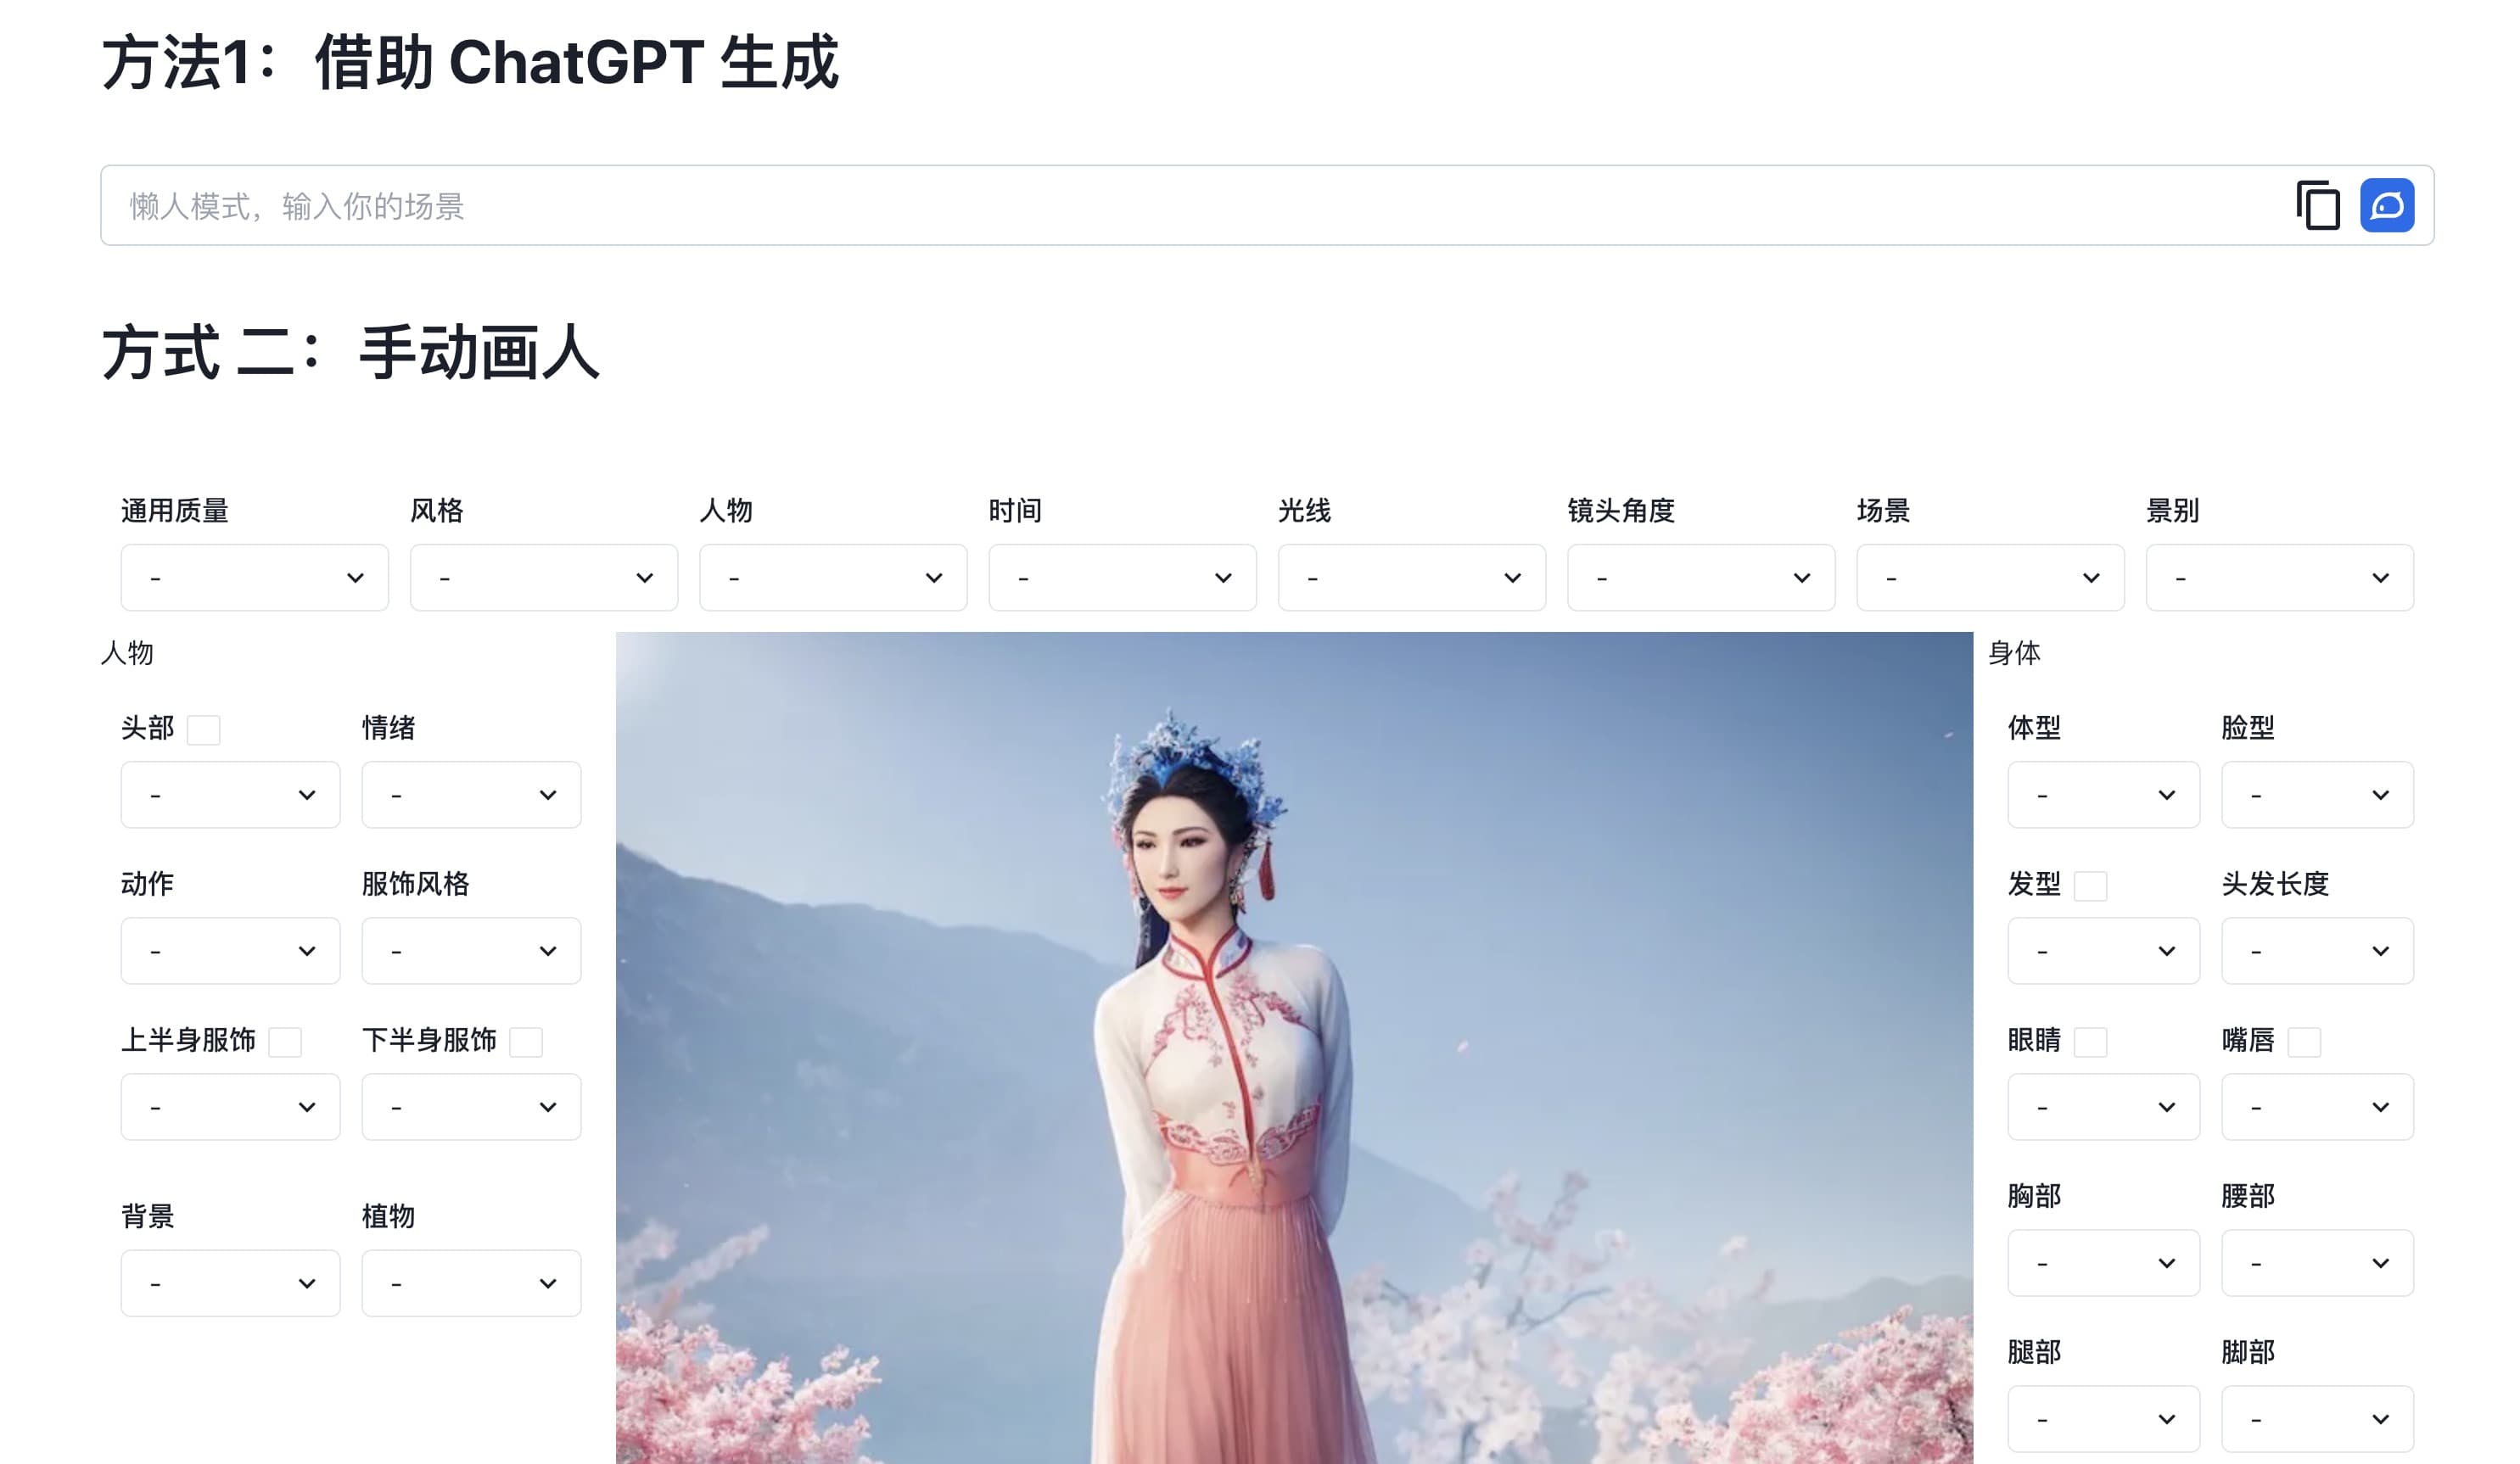 方法1：借助 ChatGPT 生成
懒人模式，输入你的场景
方式 二：手动画人
通用质量 风格 人物 时间 光线 镜头角度 场景 景别
- - - - - - - -
人物
头部 情绪
- -
动作 服饰风格
- -
上半身服饰 下半身服饰
- -
背景 植物
- -
身体
体型 脸型
- -
发型 头发长度
- -
眼睛 嘴唇
- -
胸部 腰部
- -
腿部 脚部
- -